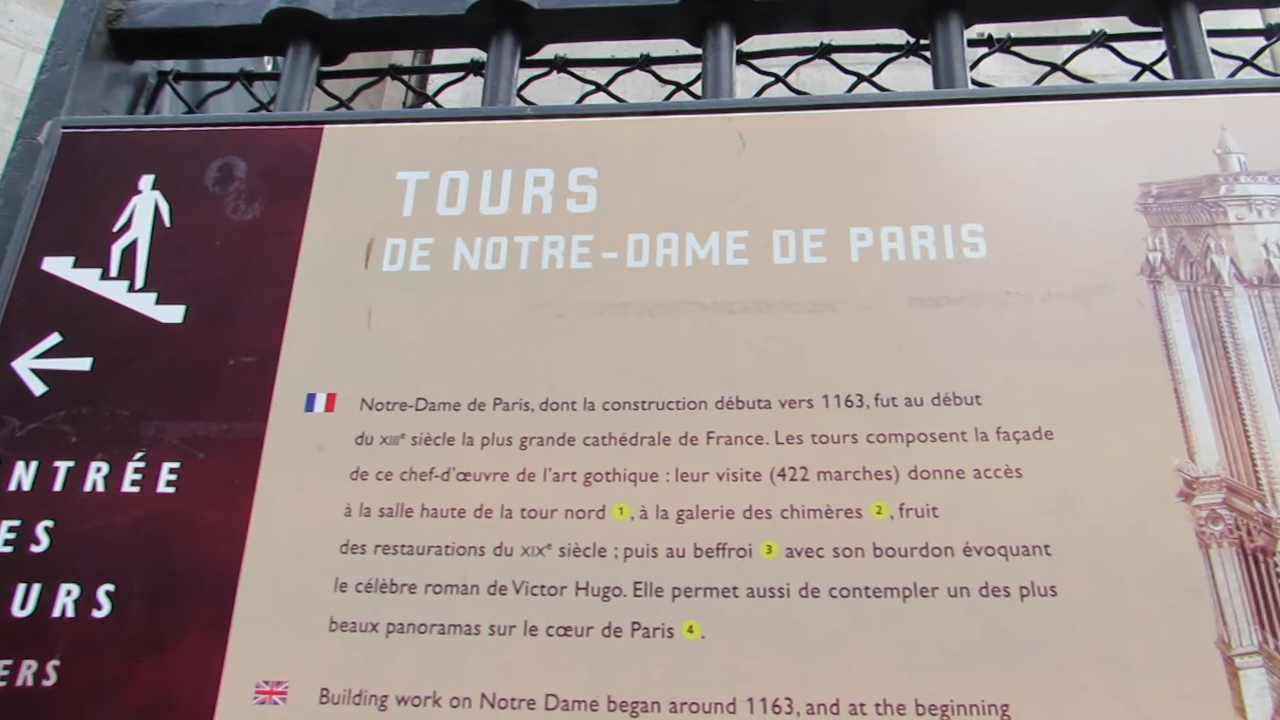 TOURS
DE NOTRE-DAME DE PARIS
NTRÉE
ES
URS
ERS
Notre-Dame de Paris, dont la construction débuta vers 1163, fut au début
du XIIIe siècle la plus grande cathédrale de France. Les tours composent la façade
de ce chef-d'œuvre de l'art gothique : leur visite (422 marches) donne accès
à la salle haute de la tour nord 1, à la galerie des chimères 2, fruit
des restaurations du XIXe siècle ; puis au beffroi 3 avec son bourdon évoquant
le célèbre roman de Victor Hugo. Elle permet aussi de contempler un des plus
beaux panoramas sur le cœur de Paris 4.
Building work on Notre Dame began around 1163, and at the beginning